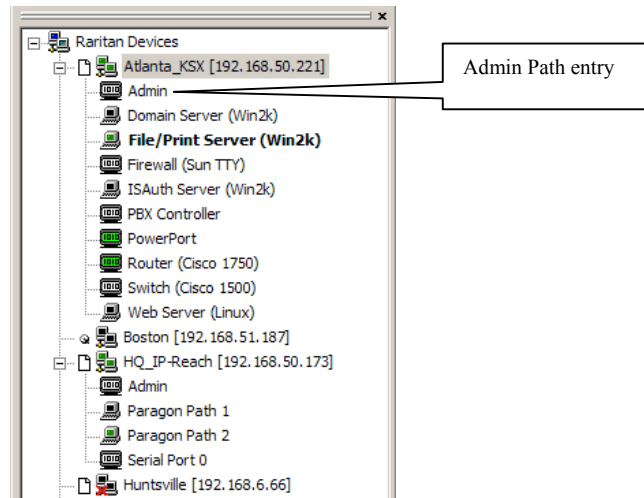 Raritan Devices
Atlanta_KSX [192.168.50.221]
Admin
Admin Path entry
Domain Server (Win2k)
File/Print Server (Win2k)
Firewall (Sun TTY)
ISAuth Server (Win2k)
PBX Controller
PowerPort
Router (Cisco 1750)
Switch (Cisco 1500)
Web Server (Linux)
Boston [192.168.51.187]
HQ_IP-Reach [192.168.50.173]
Admin
Paragon Path 1
Paragon Path 2
Serial Port 0
Huntsville [192.168.6.66]